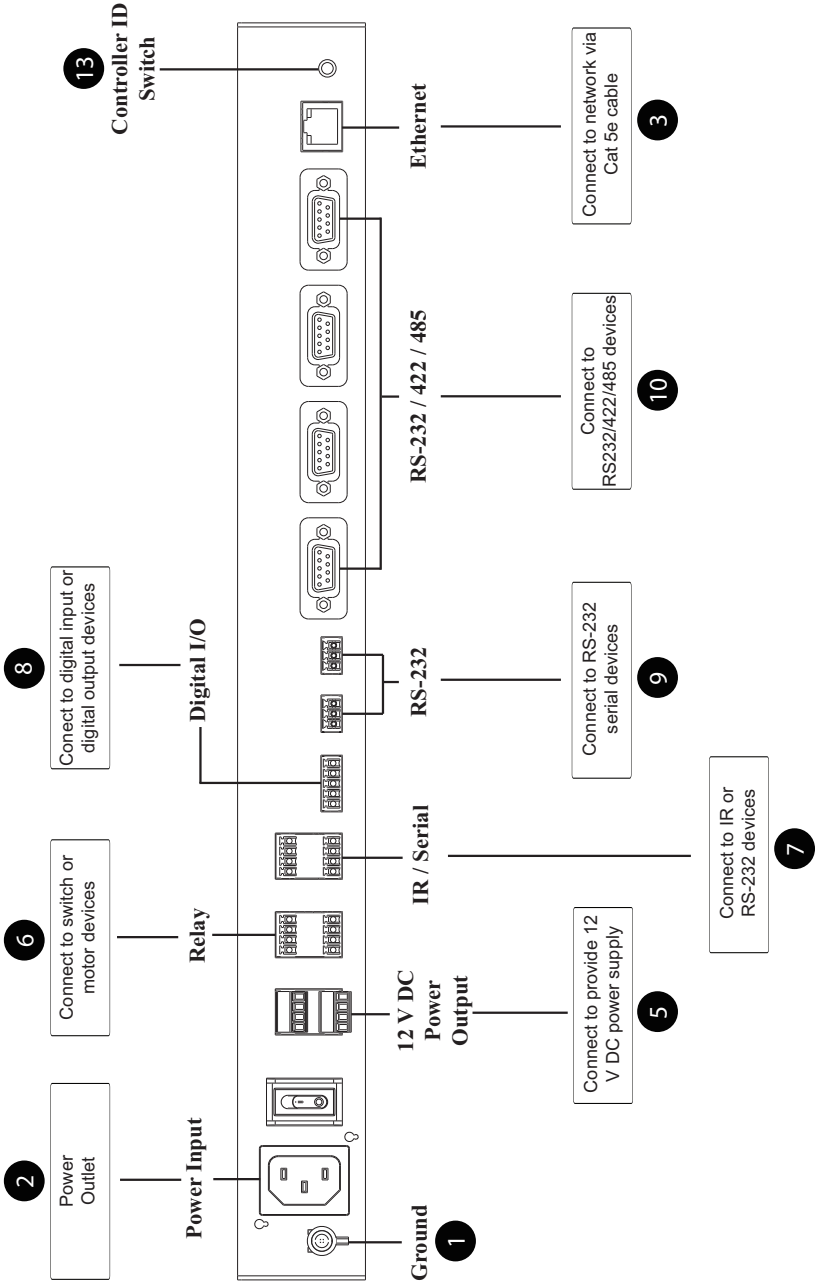 2
Power
Outlet
Power Input
6
Connect to switch or
motor devices
Relay
8
Conect to digital input or
digital output devices
Digital I/O
13
Controller ID
Switch
Ground
1
12 V DC
Power
Output
Connect to provide 12
V DC power supply
5
IR / Serial
Connect to IR or
RS-232 devices
7
RS-232
Connect to RS-232
serial devices
9
RS-232 / 422 / 485
Connect to
RS232/422/485 devices
10
Ethernet
Connect to network via
Cat 5e cable
3